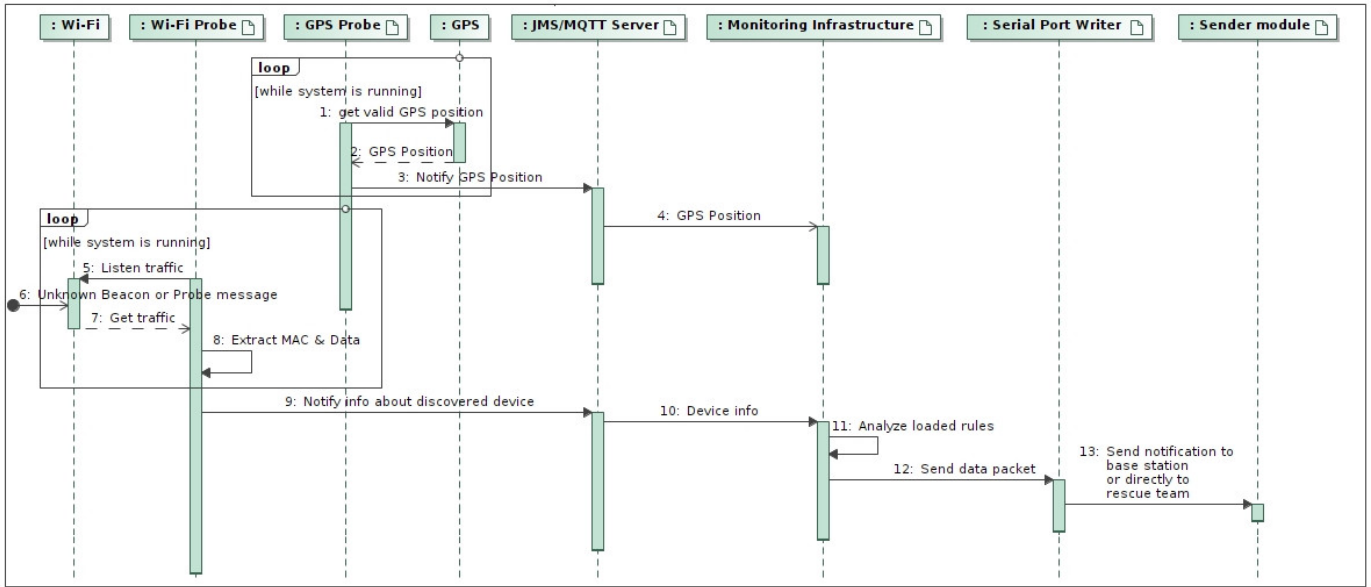 : Wi-Fi
: Wi-Fi Probe
: GPS Probe
: GPS
: JMS/MQTT Server
: Monitoring Infrastructure
: Serial Port Writer
: Sender module
loop
[while system is running]
1: get valid GPS position
2: GPS Position
3: Notify GPS Position
4: GPS Position
loop
[while system is running]
5: Listen traffic
6: Unknown Beacon or Probe message
7: Get traffic
8: Extract MAC & Data
9: Notify info about discovered device
10: Device info
11: Analyze loaded rules
12: Send data packet
13: Send notification to
base station
or directly to
rescue team